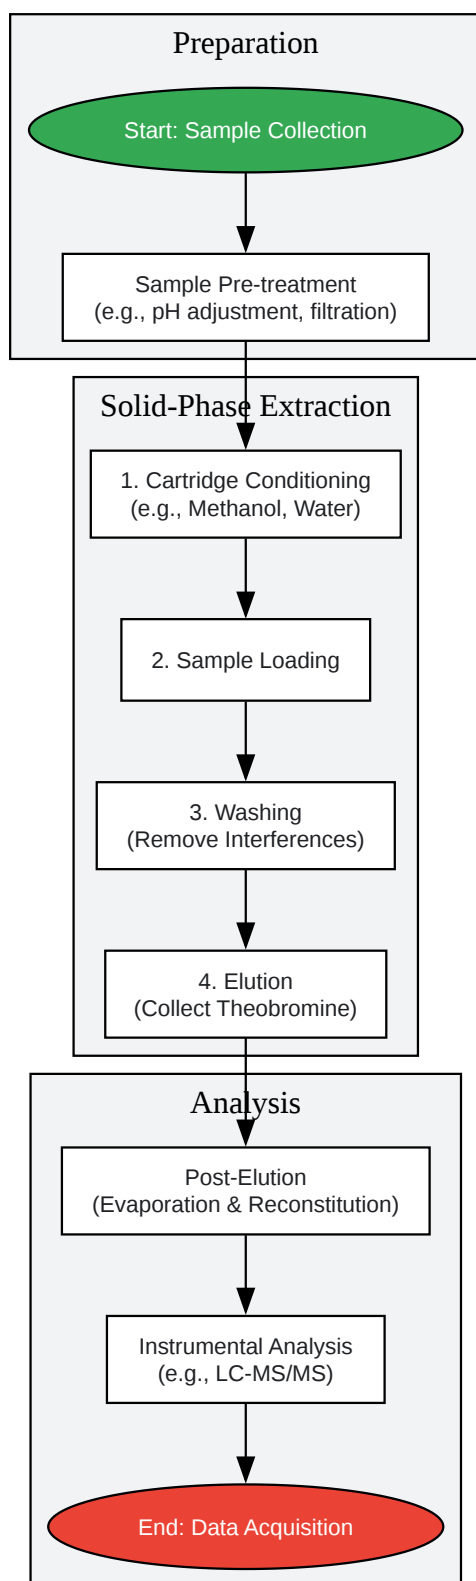 Preparation
Start: Sample Collection
Sample Pre-treatment
(e.g., pH adjustment, filtration)
Solid-Phase Extraction
1. Cartridge Conditioning
(e.g., Methanol, Water)
2. Sample Loading
3. Washing
(Remove Interferences)
4. Elution
(Collect Theobromine)
Analysis
Post-Elution
(Evaporation & Reconstitution)
Instrumental Analysis
(e.g., LC-MS/MS)
End: Data Acquisition